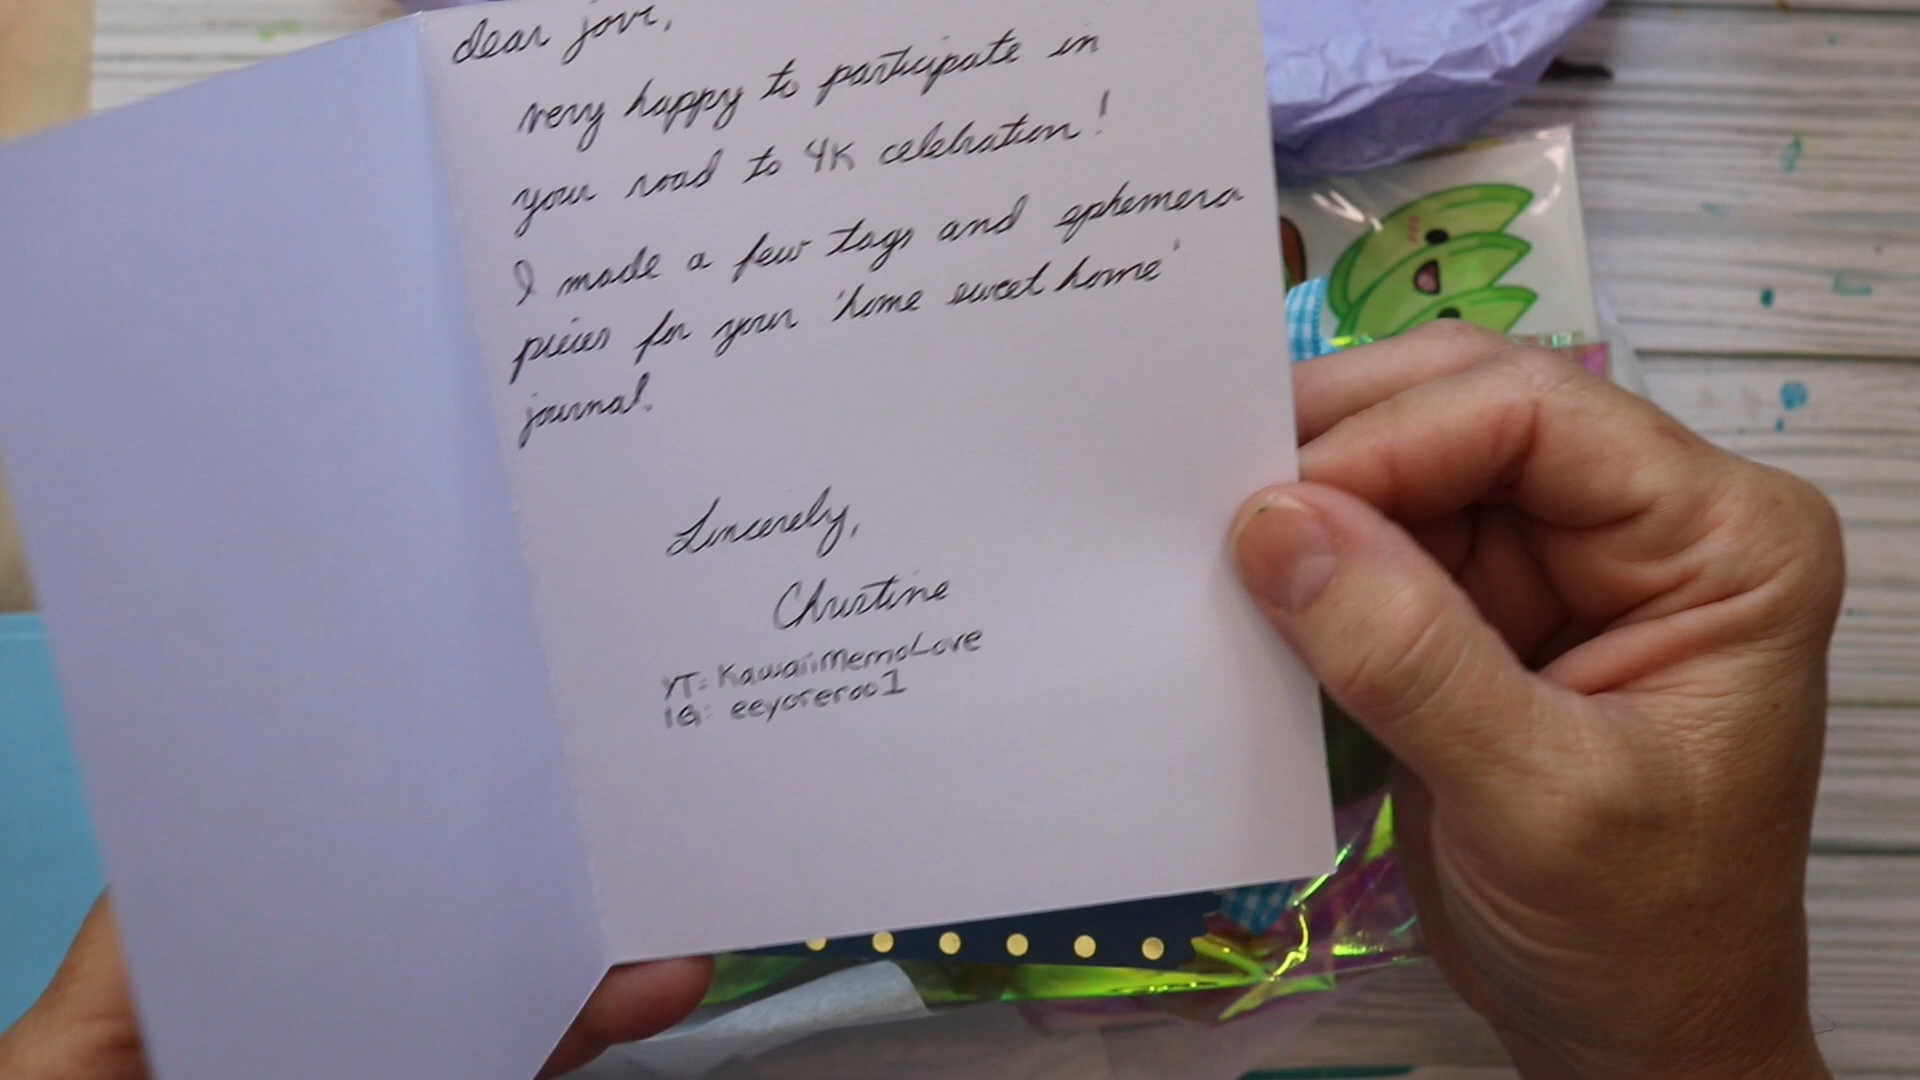 dear jovi,
very happy to participate in
your road to 4K celebration!
I made a few tags and ephemera
pieces for your 'home sweet home'
journal.
Sincerely,
Christine
YT: KawaiiMemoLove
IG: eeyoreroo1